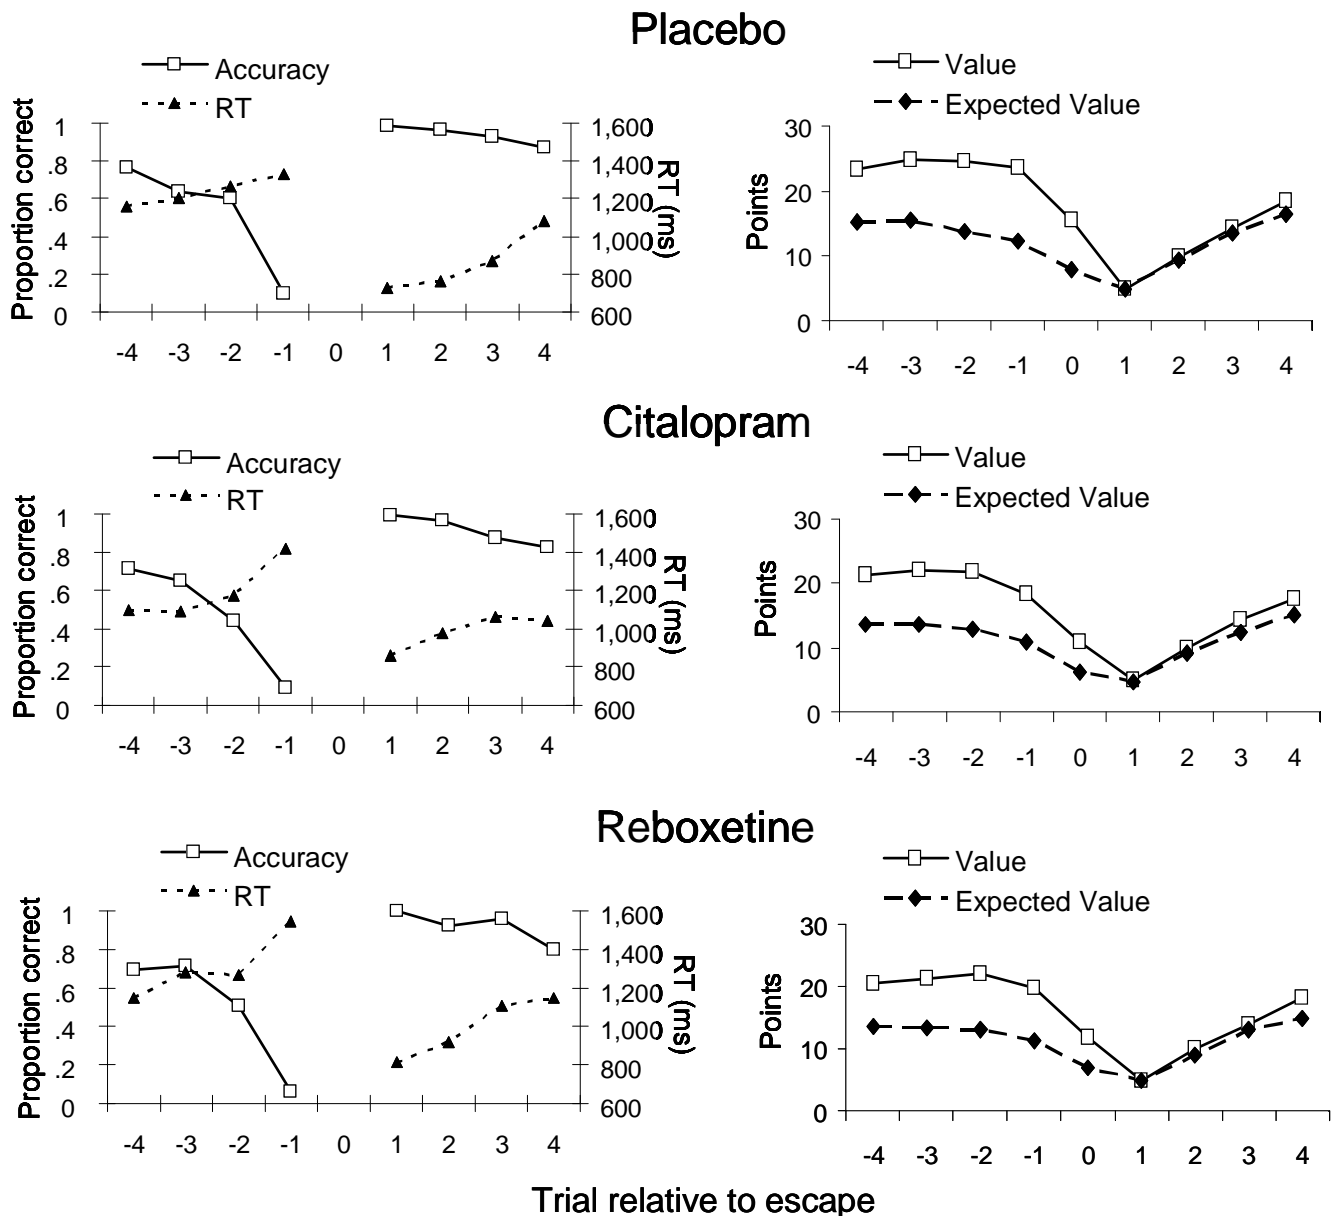 Placebo
Accuracy
RT
Proportion correct
1
.8
.6
.4
.2
0
1,600
1,400
1,200
1,000
800
600
RT (ms)
-4 -3 -2 -1 0 1 2 3 4
Value
Expected Value
Points
30
20
10
0
-4 -3 -2 -1 0 1 2 3 4
Citalopram
Accuracy
RT
Proportion correct
1
.8
.6
.4
.2
0
1,600
1,400
1,200
1,000
800
600
RT (ms)
-4 -3 -2 -1 0 1 2 3 4
Value
Expected Value
Points
30
20
10
0
-4 -3 -2 -1 0 1 2 3 4
Reboxetine
Accuracy
RT
Proportion correct
1
.8
.6
.4
.2
0
1,600
1,400
1,200
1,000
800
600
RT (ms)
-4 -3 -2 -1 0 1 2 3 4
Value
Expected Value
Points
30
20
10
0
-4 -3 -2 -1 0 1 2 3 4
Trial relative to escape